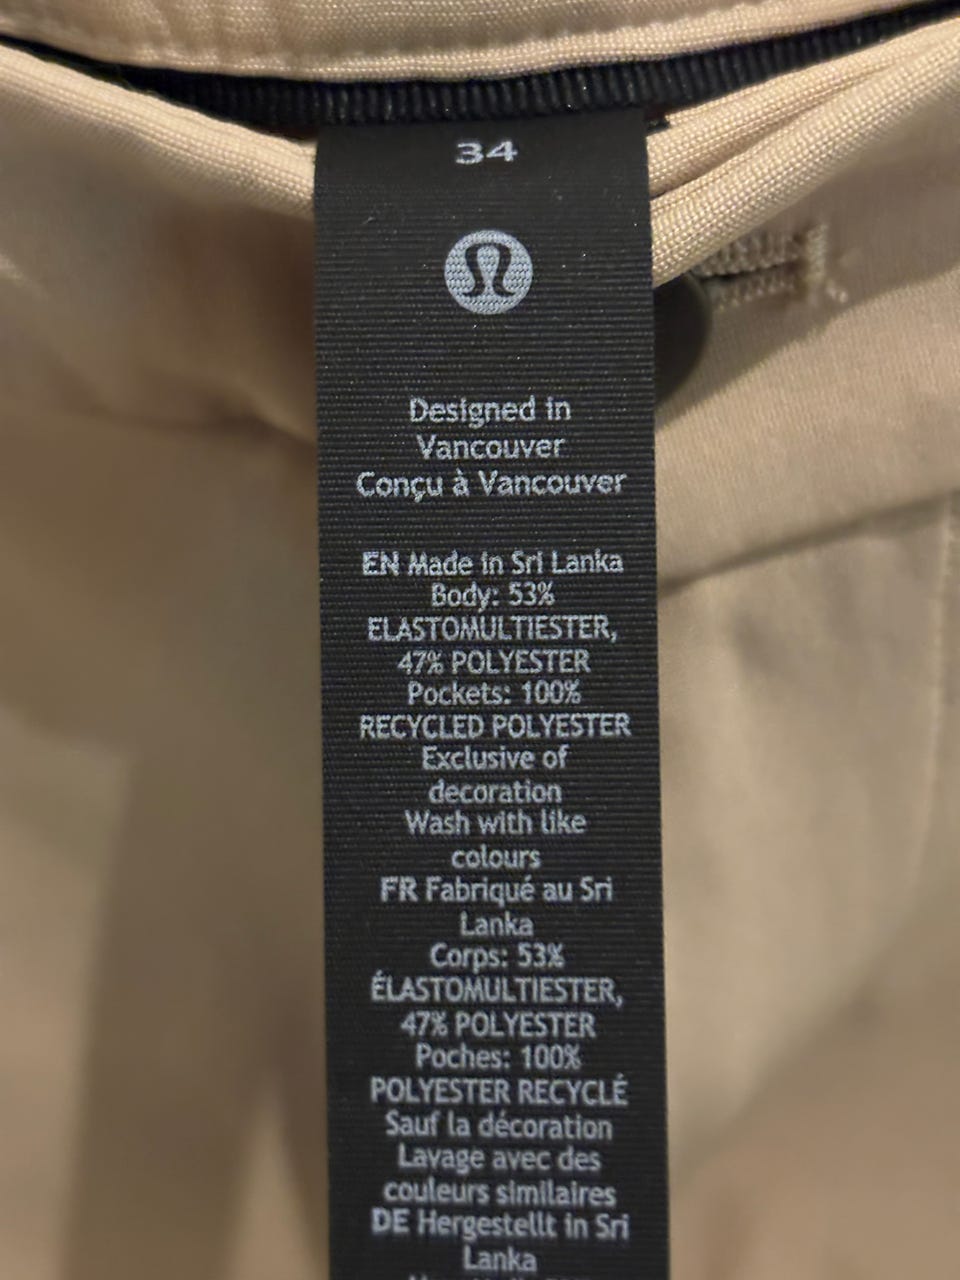 34
Designed in
Vancouver
Conçu à Vancouver
EN Made in Sri Lanka
Body: 53%
ELASTOMULTIESTER,
47% POLYESTER
Pockets: 100%
RECYCLED POLYESTER
Exclusive of
decoration
Wash with like
colours
FR Fabriqué au Sri
Lanka
Corps: 53%
ÉLASTOMULTIESTER,
47% POLYESTER
Poches: 100%
POLYESTER RECYCLÉ
Sauf la décoration
Lavage avec des
couleurs similaires
DE Hergestellt in Sri
Lanka